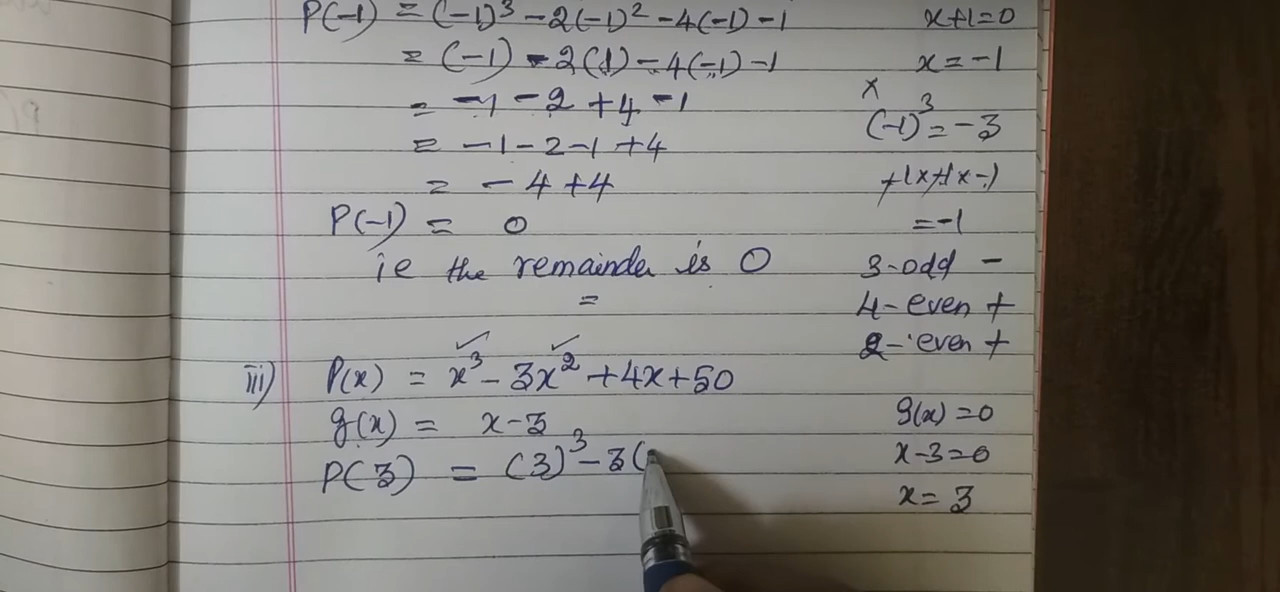 P(-1) = (-1)³ - 2(-1)² - 4(-1) - 1
= (-1) - 2(1) - 4(-1) - 1
= -1 - 2 + 4 - 1
= -1 - 2 - 1 + 4
= -4 + 4
P(-1) = 0
ie the remainder is 0
=
iii) P(x) = x³ - 3x² + 4x + 50
g(x) = x - 3
P(3) = (3)³ - 3(
x+1=0
x = -1
x
(-1)³ = -3
-1x-1x-1
= -1
3-odd -
4-even +
2-even +
g(x) = 0
x-3=0
x = 3